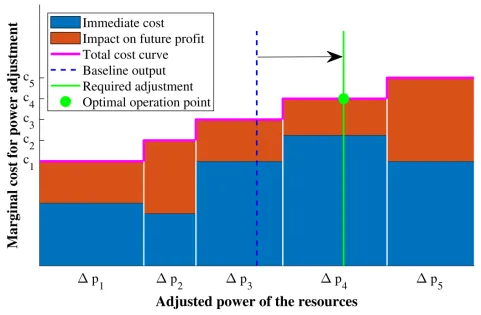 Immediate cost
Impact on future profit
Total cost curve
Baseline output
Required adjustment
Optimal operation point
Marginal cost for power adjustment
c5
c4
c3
c2
c1
Δ p1
Δ p2
Δ p3
Δ p4
Δ p5
Adjusted power of the resources